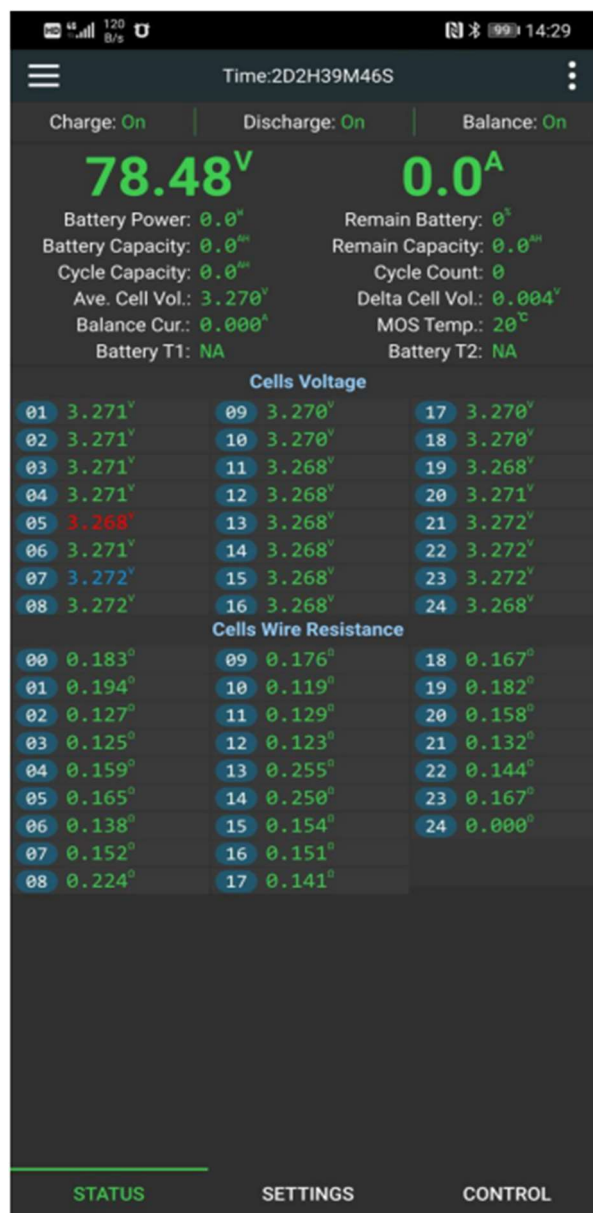 HD 4G 120 B/s 99 14:29
Time:2D2H39M46S
Charge: On Discharge: On Balance: On
78.48V 0.0A
Battery Power: 0.0W Remain Battery: 0%
Battery Capacity: 0.0AH Remain Capacity: 0.0AH
Cycle Capacity: 0.0AH Cycle Count: 0
Ave. Cell Vol.: 3.270V Delta Cell Vol.: 0.004V
Balance Cur.: 0.000A MOS Temp.: 20℃
Battery T1: NA Battery T2: NA
Cells Voltage
01 3.271V 09 3.270V 17 3.270V
02 3.271V 10 3.270V 18 3.270V
03 3.271V 11 3.268V 19 3.268V
04 3.271V 12 3.268V 20 3.271V
05 3.268V 13 3.268V 21 3.272V
06 3.271V 14 3.268V 22 3.272V
07 3.272V 15 3.268V 23 3.272V
08 3.272V 16 3.268V 24 3.268V
Cells Wire Resistance
00 0.183Ω 09 0.176Ω 18 0.167Ω
01 0.194Ω 10 0.119Ω 19 0.182Ω
02 0.127Ω 11 0.129Ω 20 0.158Ω
03 0.125Ω 12 0.123Ω 21 0.132Ω
04 0.159Ω 13 0.255Ω 22 0.144Ω
05 0.165Ω 14 0.250Ω 23 0.167Ω
06 0.138Ω 15 0.154Ω 24 0.000Ω
07 0.152Ω 16 0.151Ω
08 0.224Ω 17 0.141Ω
STATUS SETTINGS CONTROL